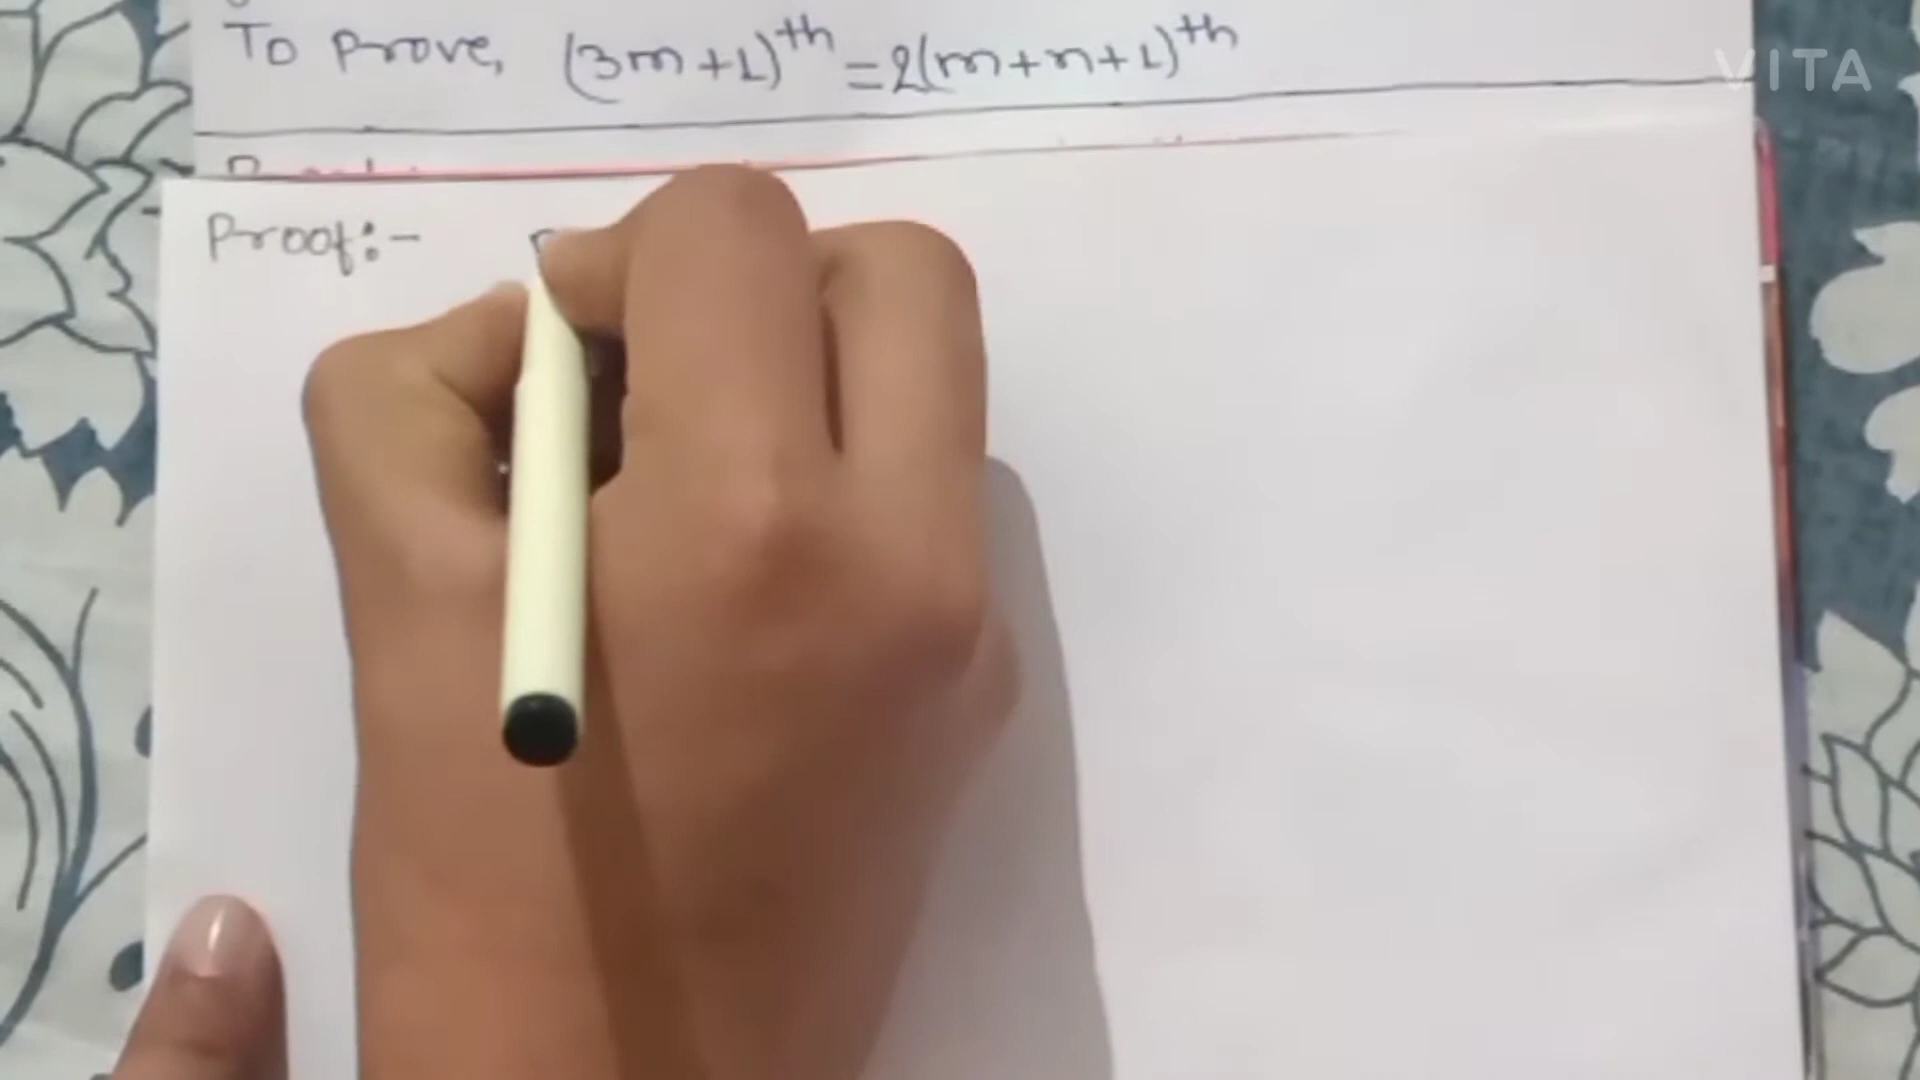 To prove, (3m+1)th = 2(m+n+1)th
VITA
Proof:-